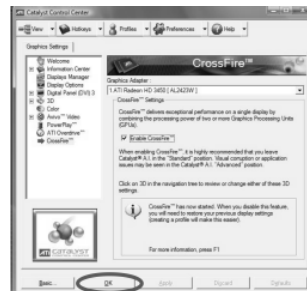 Catalyst Control Center
View Hotkeys Profiles Preferences Help
Graphics Settings
Welcome
Information Center
Displays Manager
Display Options
Digital Panel (DVI) 3
3D
Color
Avivo™ Video
PowerPlay™
ATI Overdrive™
CrossFire™
CrossFire™
Graphics Adapter:
1.ATI Radeon HD 3450 [ AL2423W ]
CrossFire™ Settings
CrossFire™ delivers exceptional performance on a single display by
combining the processing power of two or more Graphics Processing Units
(GPUs).
Enable CrossFire™
When enabling CrossFire™, it is highly recommended that you leave
Catalyst® A.I. in the "Standard" position. Visual corruption or application
issues may be encountered in the Catalyst® A.I. "Advanced" position.
Click on 3D in the navigation tree to review or change either of these 3D
settings.
CrossFire™ has now started. When you disable this feature,
you will need to restore your previous display settings
(creating a profile will make this easier).
For more information, press F1
ATI CATALYST
Basic... OK Apply Discard Defaults